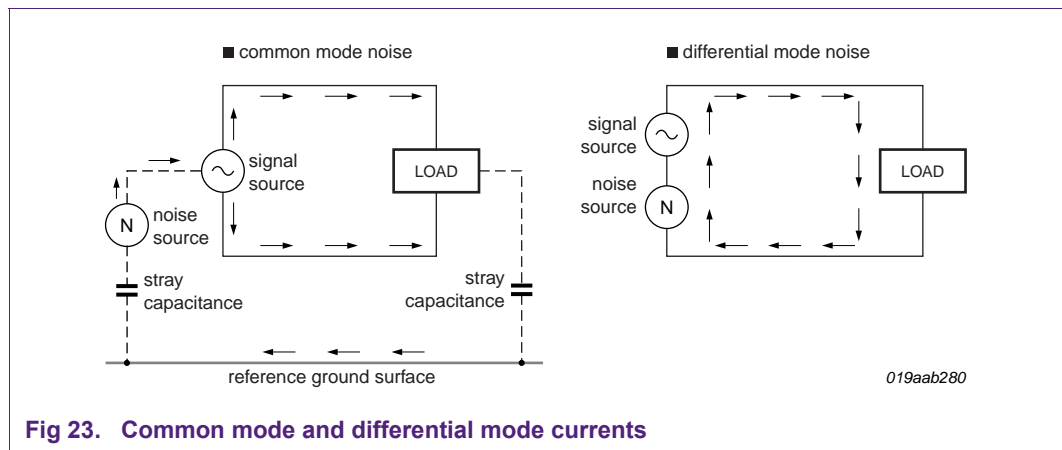 ■ common mode noise
signal
source
LOAD
N
noise
source
stray
capacitance
stray
capacitance
reference ground surface
■ differential mode noise
signal
source
noise
source
N
LOAD
019aab280
Fig 23. Common mode and differential mode currents